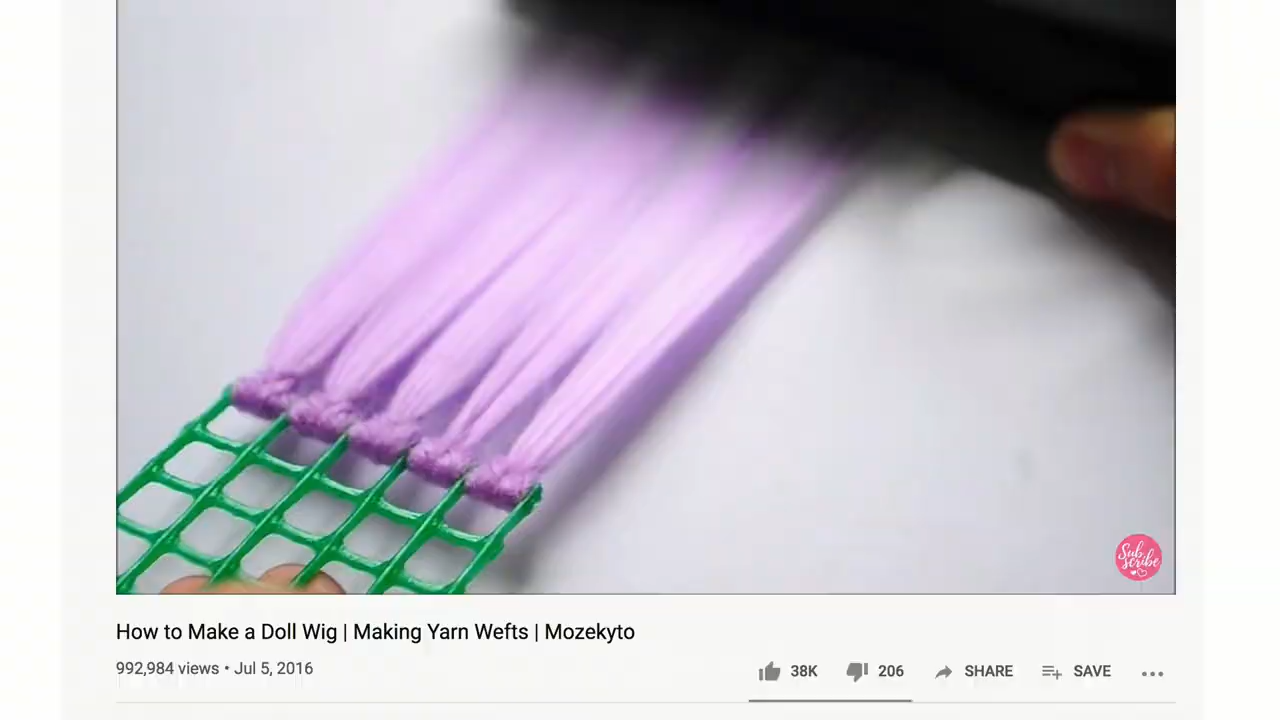 Sub
scribe
How to Make a Doll Wig | Making Yarn Wefts | Mozekyto
992,984 views • Jul 5, 2016
38K 206 SHARE SAVE